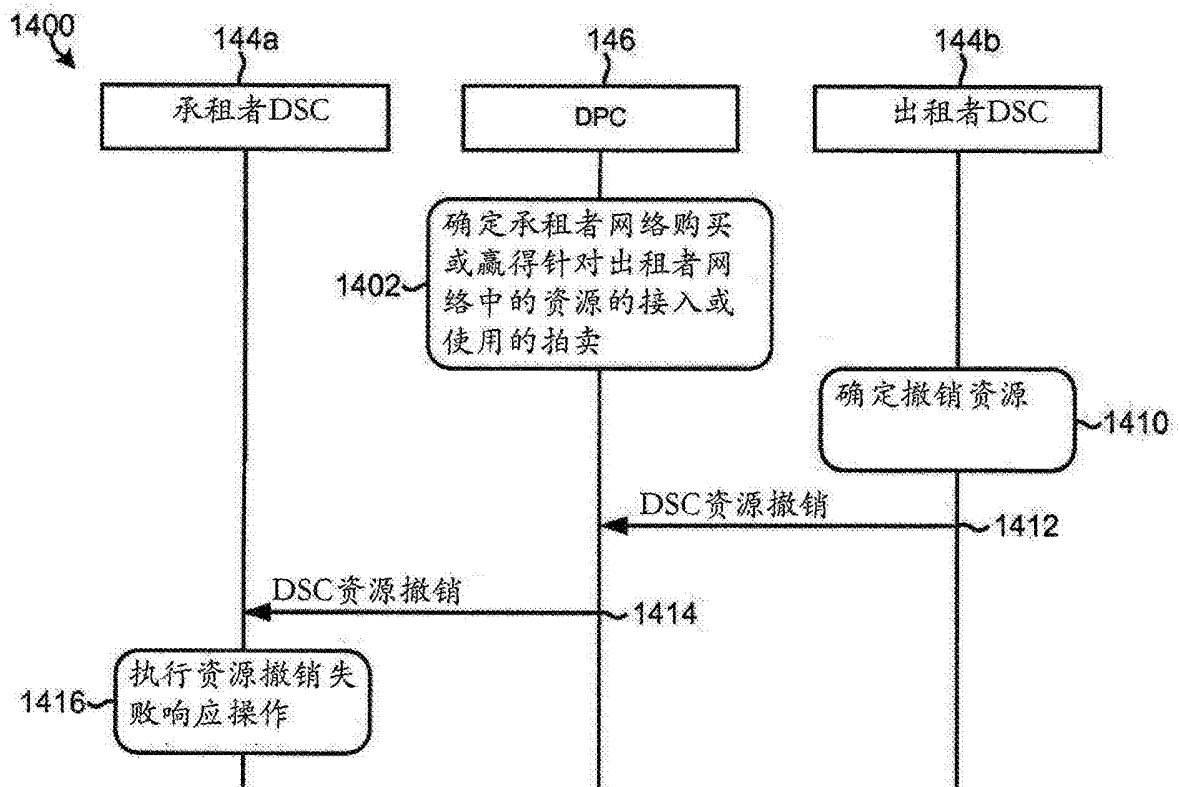 1400
144a
146
144b
承租者DSC
DPC
出租者DSC
确定承租者网络购买
或赢得针对出租者网
络中的资源的接入或
使用的拍卖
1402
确定撤销资源
1410
DSC资源撤销
1412
DSC资源撤销
1414
执行资源撤销失
败响应操作
1416